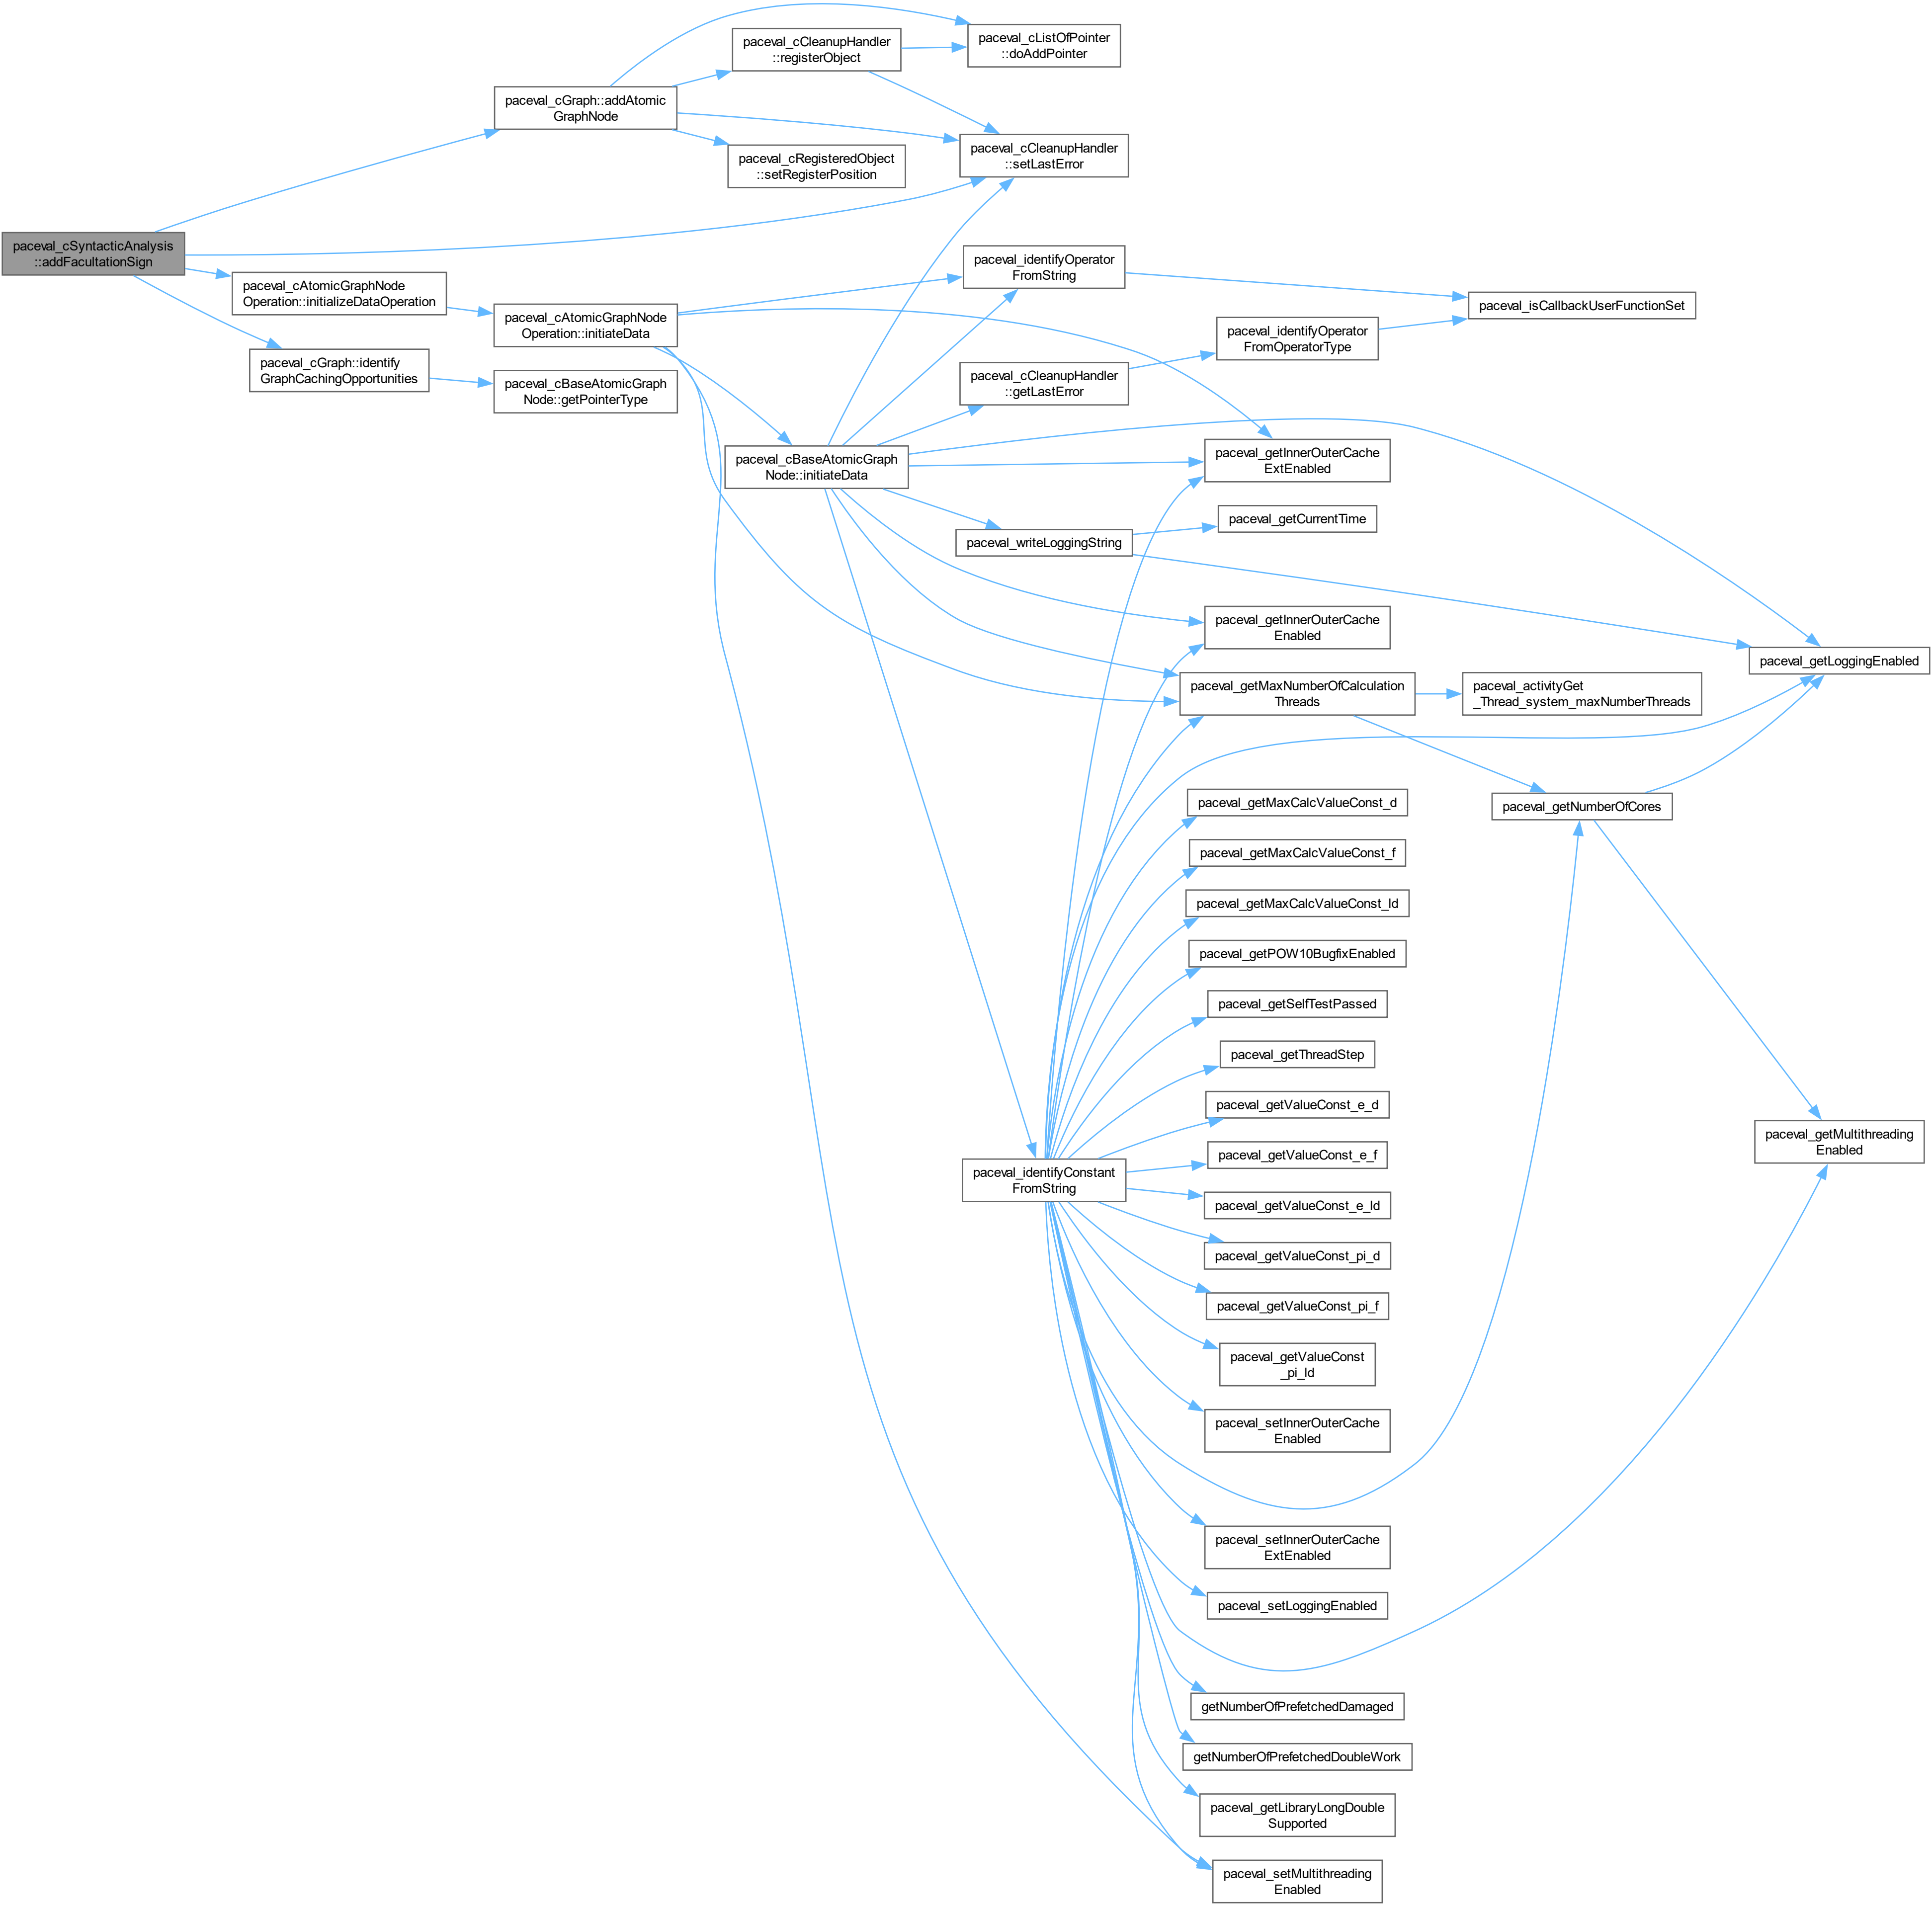 paceval_cSyntacticAnalysis
::addFacultationSign
paceval_cGraph::addAtomic
GraphNode
paceval_cAtomicGraphNode
Operation::initializeDataOperation
paceval_cGraph::identify
GraphCachingOpportunities
paceval_cCleanupHandler
::registerObject
paceval_cRegisteredObject
::setRegisterPosition
paceval_cAtomicGraphNode
Operation::initiateData
paceval_cBaseAtomicGraph
Node::getPointerType
paceval_cBaseAtomicGraph
Node::initiateData
paceval_cListOfPointer
::doAddPointer
paceval_cCleanupHandler
::setLastError
paceval_identifyOperator
FromString
paceval_cCleanupHandler
::getLastError
paceval_writeLoggingString
paceval_identifyConstant
FromString
paceval_identifyOperator
FromOperatorType
paceval_isCallbackUserFunctionSet
paceval_getInnerOuterCache
ExtEnabled
paceval_getCurrentTime
paceval_getInnerOuterCache
Enabled
paceval_getMaxNumberOfCalculation
Threads
paceval_activityGet
_Thread_system_maxNumberThreads
paceval_getLoggingEnabled
paceval_getNumberOfCores
paceval_getMultithreading
Enabled
paceval_getMaxCalcValueConst_d
paceval_getMaxCalcValueConst_f
paceval_getMaxCalcValueConst_ld
paceval_getPOW10BugfixEnabled
paceval_getSelfTestPassed
paceval_getThreadStep
paceval_getValueConst_e_d
paceval_getValueConst_e_f
paceval_getValueConst_e_ld
paceval_getValueConst_pi_d
paceval_getValueConst_pi_f
paceval_getValueConst
_pi_ld
paceval_setInnerOuterCache
Enabled
paceval_setInnerOuterCache
ExtEnabled
paceval_setLoggingEnabled
getNumberOfPrefetchedDamaged
getNumberOfPrefetchedDoubleWork
paceval_getLibraryLongDouble
Supported
paceval_setMultithreading
Enabled